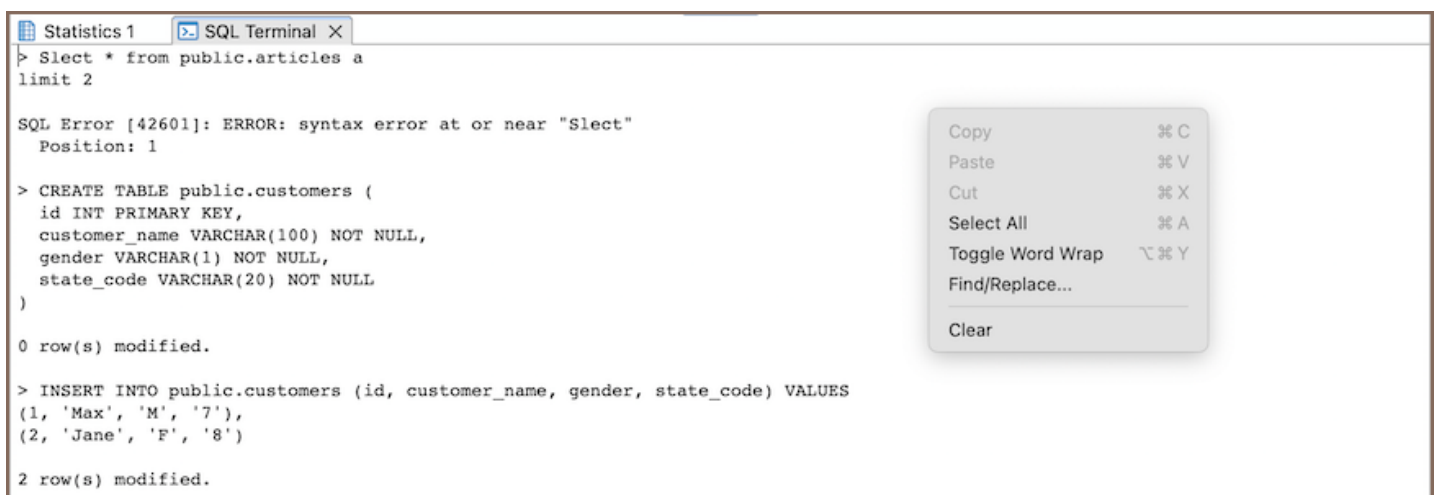 Statistics 1 SQL Terminal
> Slect * from public.articles a
limit 2
SQL Error [42601]: ERROR: syntax error at or near "Slect"
Position: 1
> CREATE TABLE public.customers (
id INT PRIMARY KEY,
customer_name VARCHAR(100) NOT NULL,
gender VARCHAR(1) NOT NULL,
state_code VARCHAR(20) NOT NULL
)
0 row(s) modified.
> INSERT INTO public.customers (id, customer_name, gender, state_code) VALUES
(1, 'Max', 'M', '7'),
(2, 'Jane', 'F', '8')
2 row(s) modified.
Copy ⌘ C
Paste ⌘ V
Cut ⌘ X
Select All ⌘ A
Toggle Word Wrap ⌥ ⌘ Y
Find/Replace...
Clear